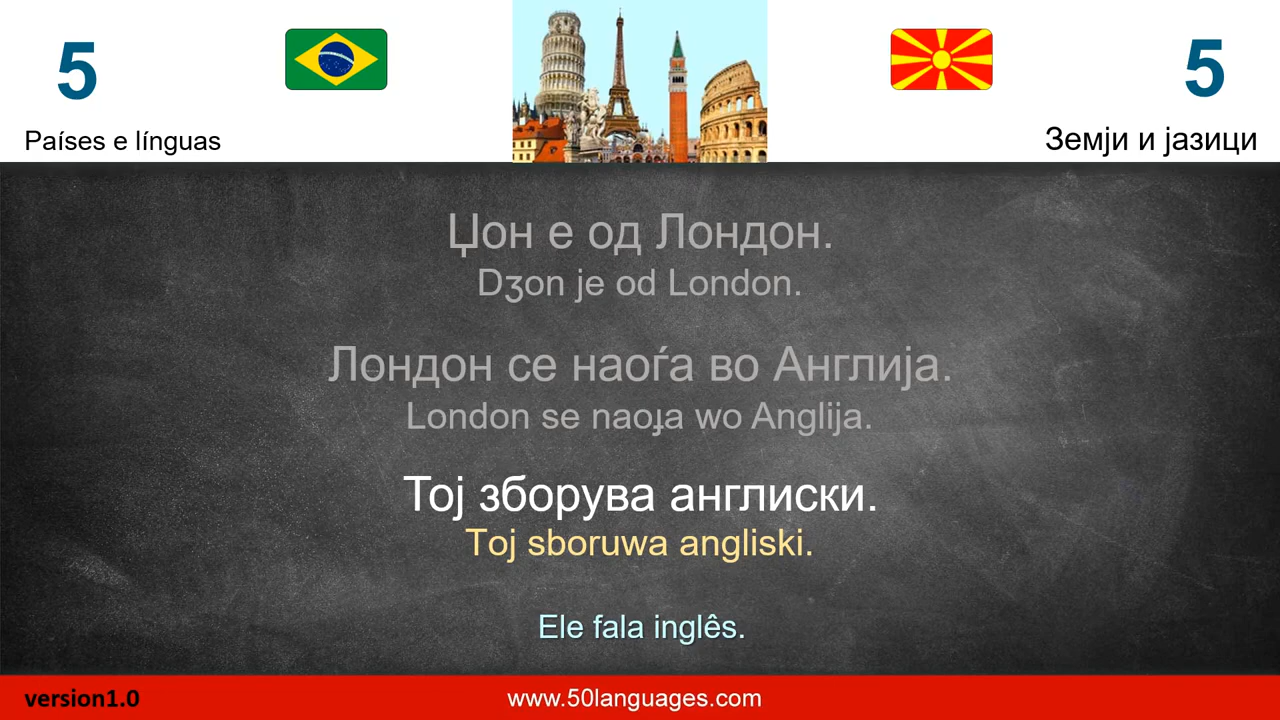 5
5
Países e línguas
Земји и јазици
Џон е од Лондон.
Dʒon je od London.
Лондон се наоѓа во Англија.
London se naoɟa wo Anglija.
Тој зборува англиски.
Toj sboruwa angliski.
Ele fala inglês.
version1.0
www.50languages.com